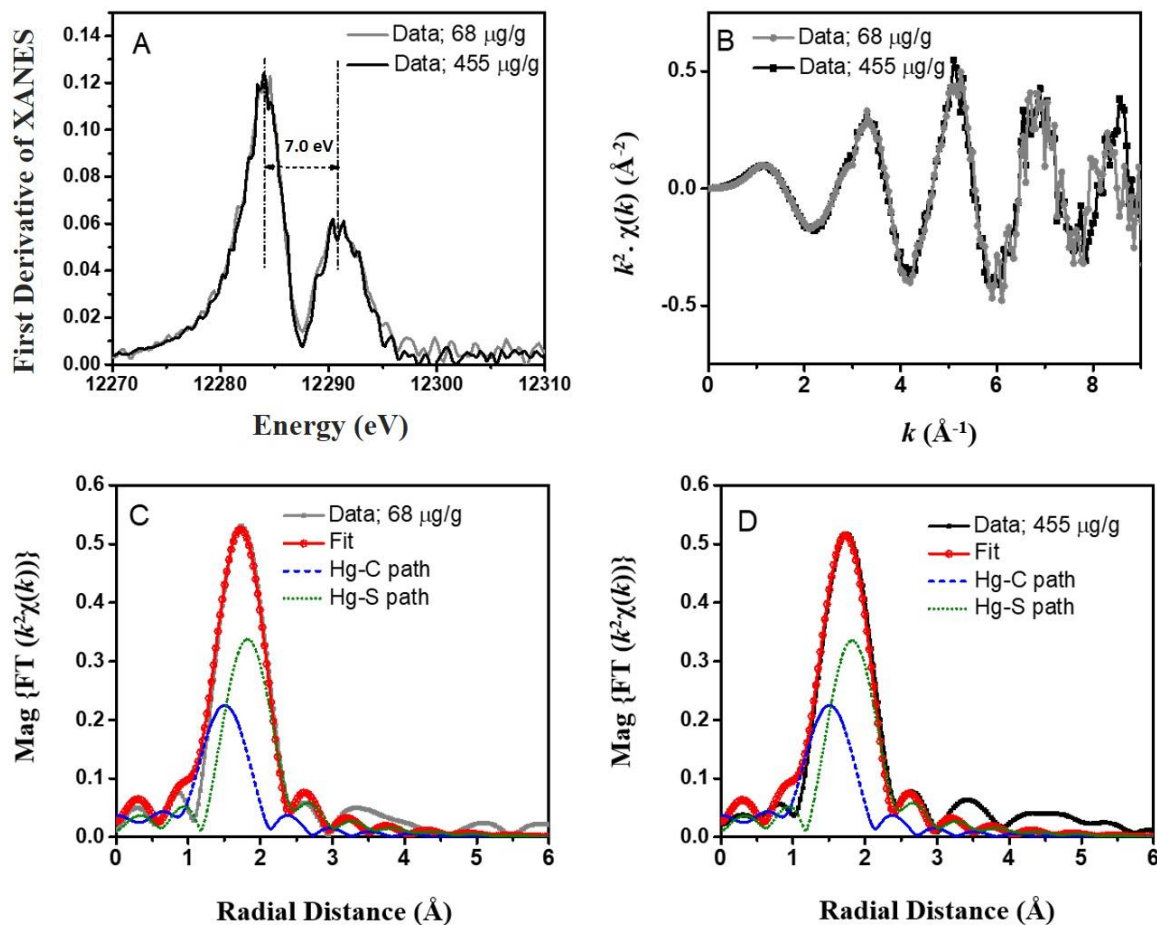 A
Data; 68 μg/g
Data; 455 μg/g
7.0 eV
First Derivative of XANES
0.14
0.12
0.10
0.08
0.06
0.04
0.02
0.00
12270 12280 12290 12300 12310
Energy (eV)
B
Data; 68 μg/g
Data; 455 μg/g
k² · χ(k) (Å⁻²)
0.5
0.0
-0.5
0 2 4 6 8
k (Å⁻¹)
C
Data; 68 μg/g
Fit
Hg-C path
Hg-S path
Mag {FT (k²χ(k))}
0.6
0.5
0.4
0.3
0.2
0.1
0.0
0 1 2 3 4 5 6
Radial Distance (Å)
D
Data; 455 μg/g
Fit
Hg-C path
Hg-S path
Mag {FT (k²χ(k))}
0.6
0.5
0.4
0.3
0.2
0.1
0.0
0 1 2 3 4 5 6
Radial Distance (Å)